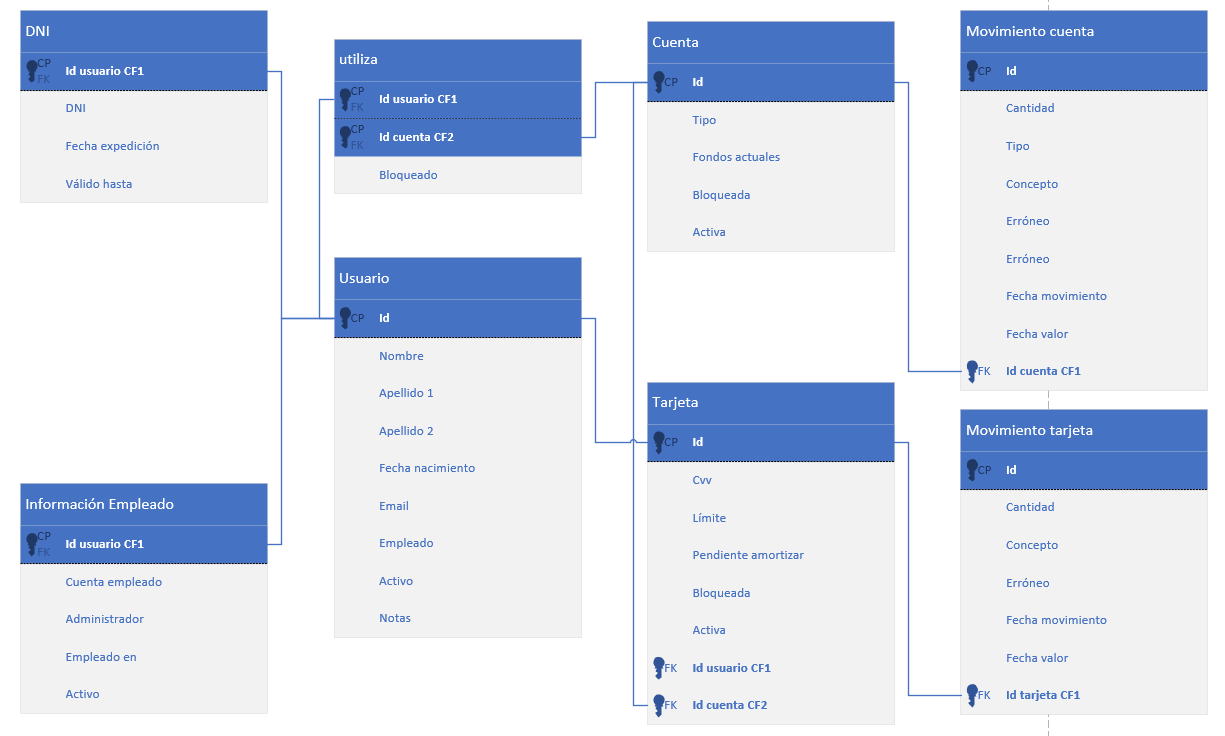 DNI
CP
FK
Id usuario CF1
DNI
Fecha expedición
Válido hasta
utiliza
CP
FK
Id usuario CF1
CP
FK
Id cuenta CF2
Bloqueado
Cuenta
CP
Id
Tipo
Fondos actuales
Bloqueada
Activa
Movimiento cuenta
CP
Id
Cantidad
Tipo
Concepto
Erróneo
Erróneo
Fecha movimiento
Fecha valor
FK
Id cuenta CF1
Usuario
CP
Id
Nombre
Apellido 1
Apellido 2
Fecha nacimiento
Email
Empleado
Activo
Notas
Tarjeta
CP
Id
Cvv
Límite
Pendiente amortizar
Bloqueada
Activa
FK
Id usuario CF1
FK
Id cuenta CF2
Movimiento tarjeta
CP
Id
Cantidad
Concepto
Erróneo
Fecha movimiento
Fecha valor
FK
Id tarjeta CF1
Información Empleado
CP
FK
Id usuario CF1
Cuenta empleado
Administrador
Empleado en
Activo